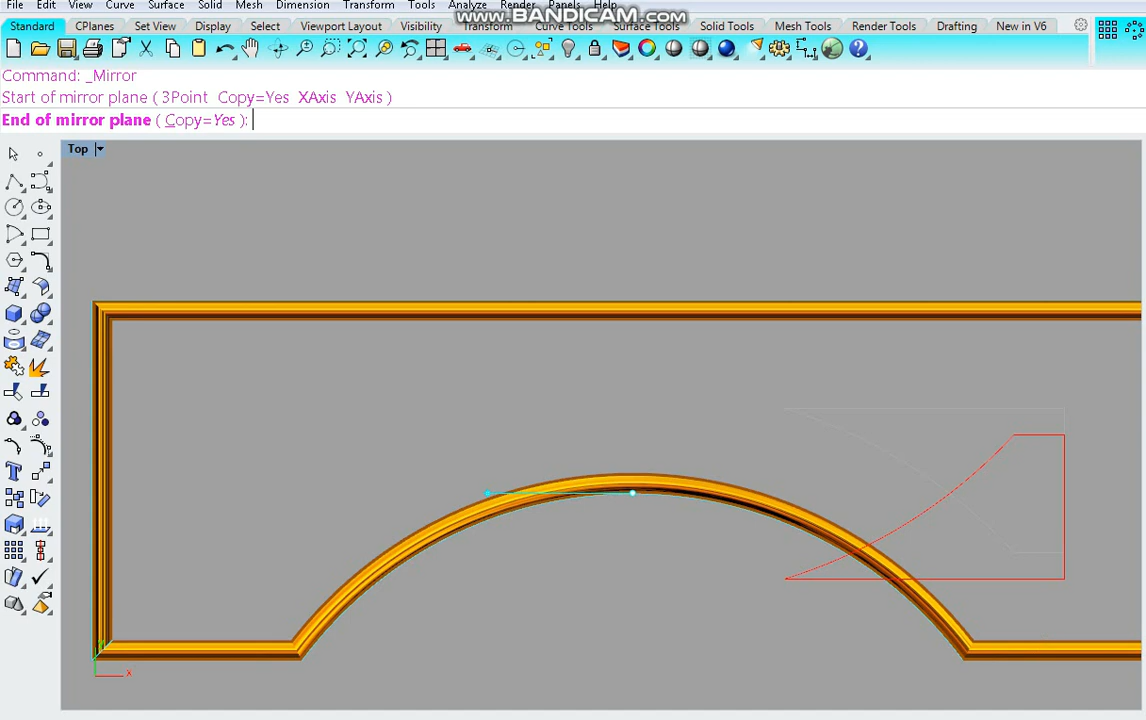 File Edit View Curve Surface Solid Mesh Dimension Transform Tools Analyze Render Panels Help
www.BANDICAM.com
Standard CPlanes Set View Display Select Viewport Layout Visibility Transform Curve Tools Surface Tools Solid Tools Mesh Tools Render Tools Drafting New in V6
Command: _Mirror
Start of mirror plane ( 3Point Copy=Yes XAxis YAxis )
End of mirror plane ( Copy=Yes ):
Top
y
x